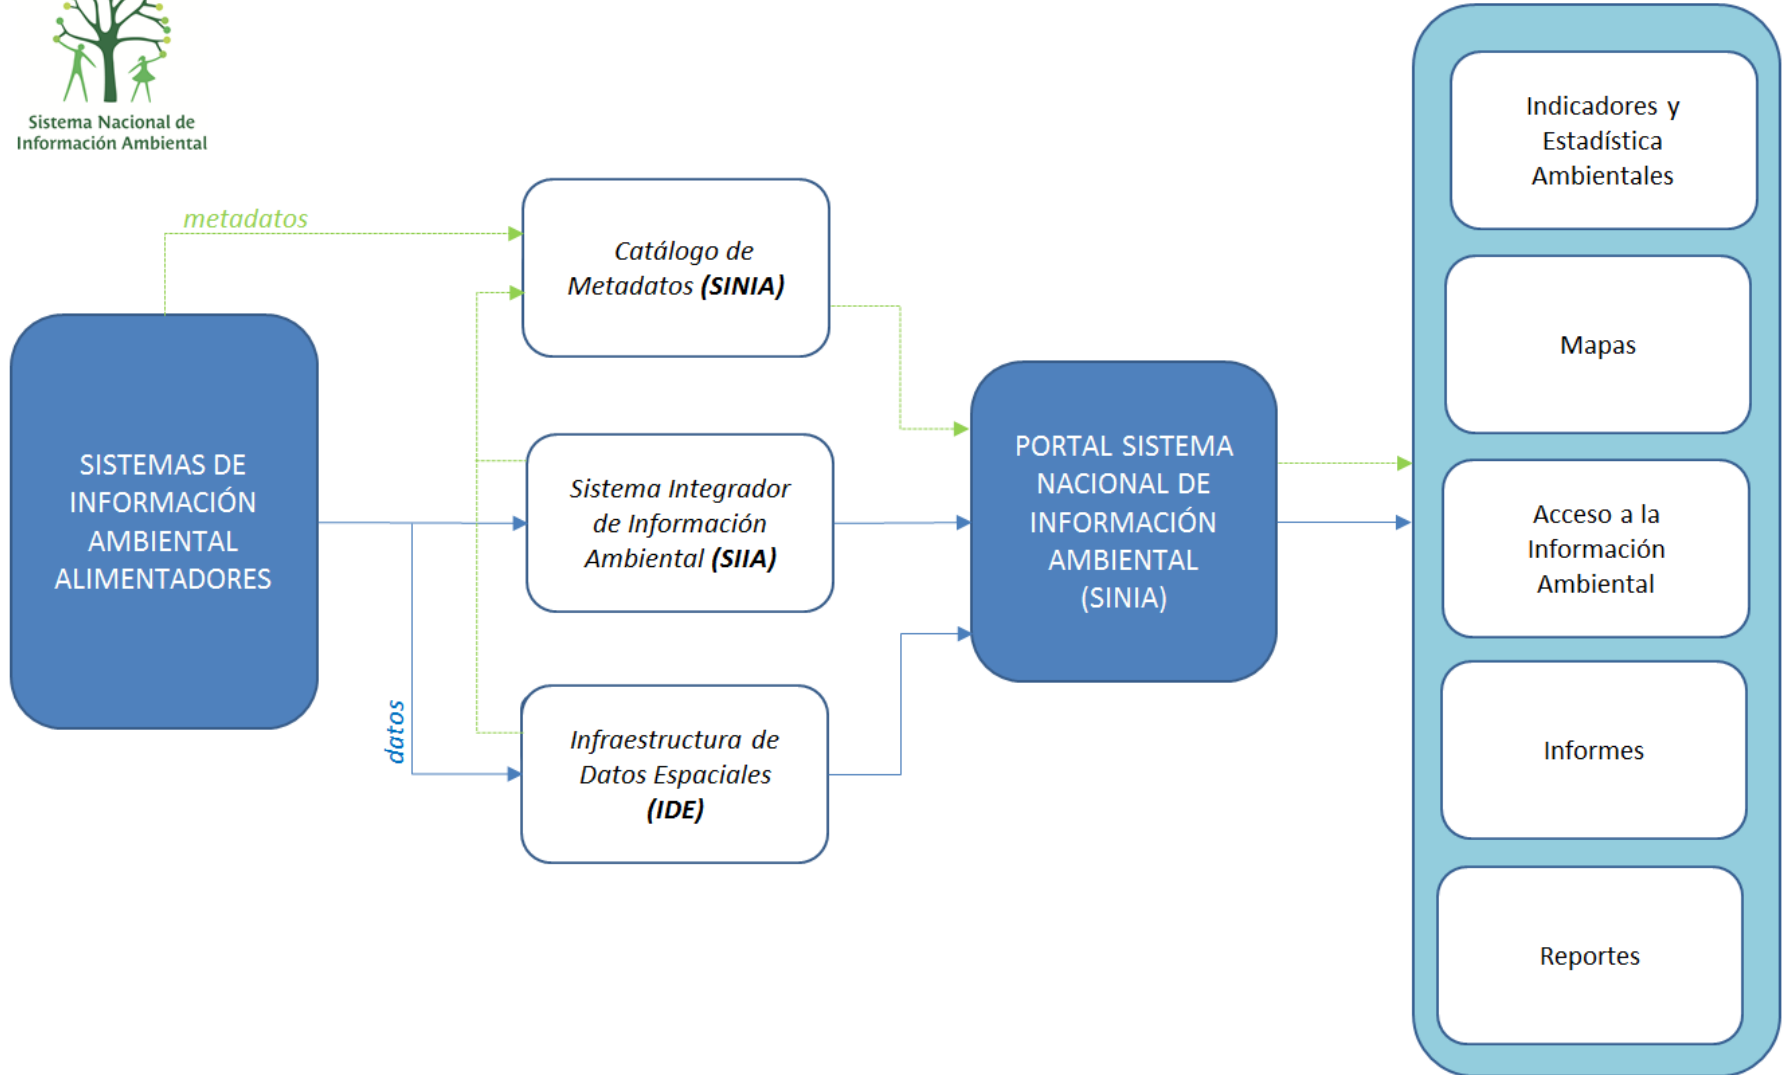 Sistema Nacional de
Información Ambiental
metadatos
SISTEMAS DE
INFORMACIÓN
AMBIENTAL
ALIMENTADORES
datos
Catálogo de
Metadatos (SINIA)
Sistema Integrador
de Información
Ambiental (SIIA)
Infraestructura de
Datos Espaciales
(IDE)
PORTAL SISTEMA
NACIONAL DE
INFORMACIÓN
AMBIENTAL
(SINIA)
Indicadores y
Estadística
Ambientales
Mapas
Acceso a la
Información
Ambiental
Informes
Reportes